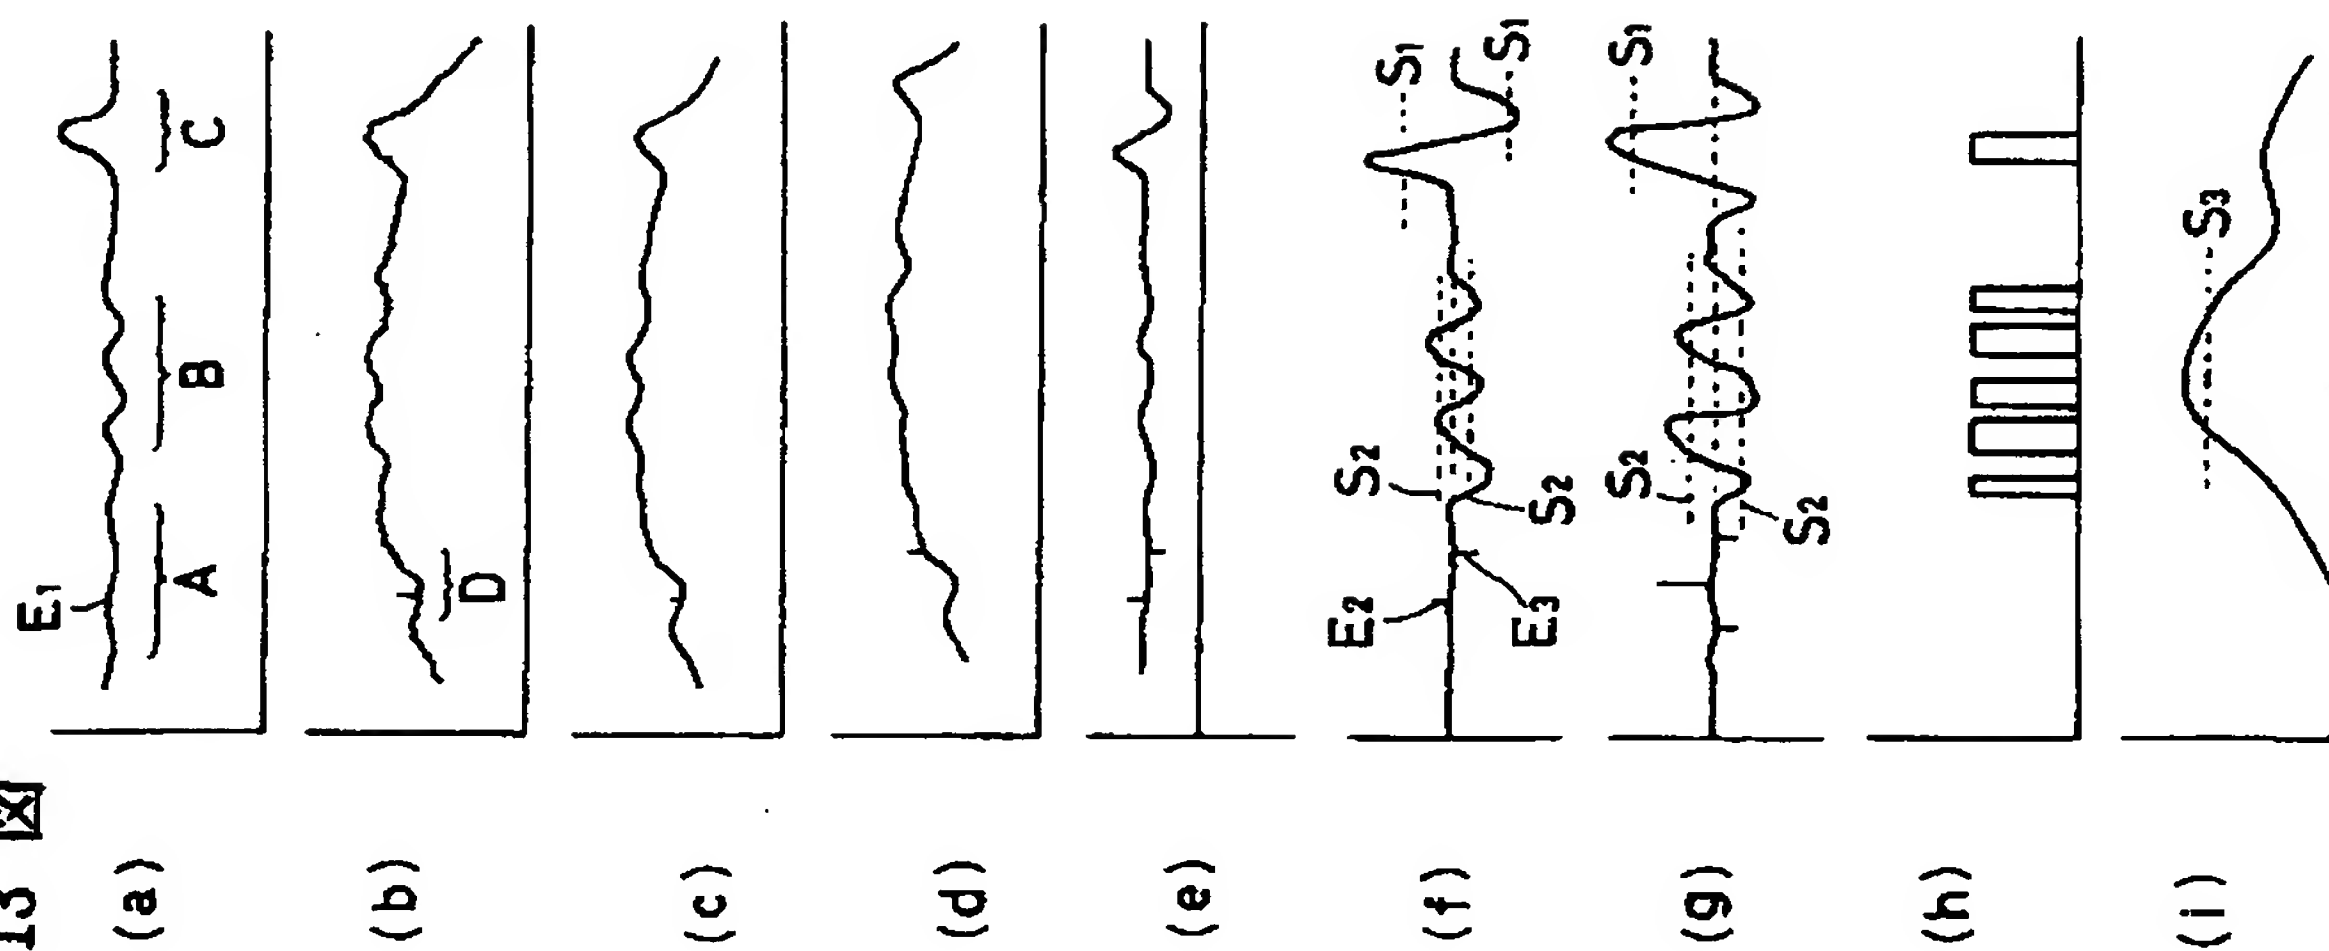 13 図
(a)
E1
A
B
C
(b)
D
(c)
(d)
(e)
(f)
E2
E3
S2
S2
S1
S1
(g)
S2
S2
S1
(h)
(i)
S3